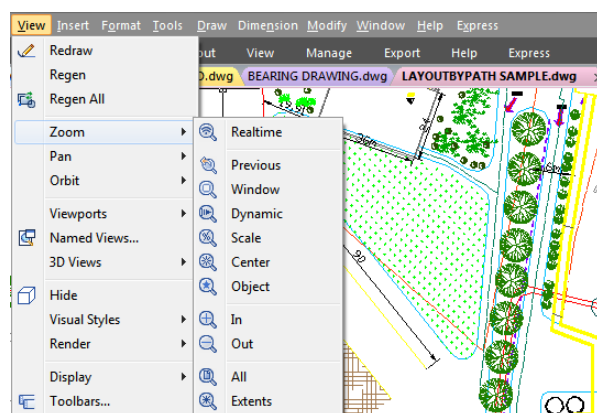 View Insert Format Tools Draw Dimension Modify Window Help Express
out View Manage Export Help Express
.dwg BEARING DRAWING.dwg LAYOUTBYPATH SAMPLE.dwg
Redraw
Regen
Regen All
Zoom
Pan
Orbit
Viewports
Named Views...
3D Views
Hide
Visual Styles
Render
Display
Toolbars...
Realtime
Previous
Window
Dynamic
Scale
Center
Object
In
Out
All
Extents
90